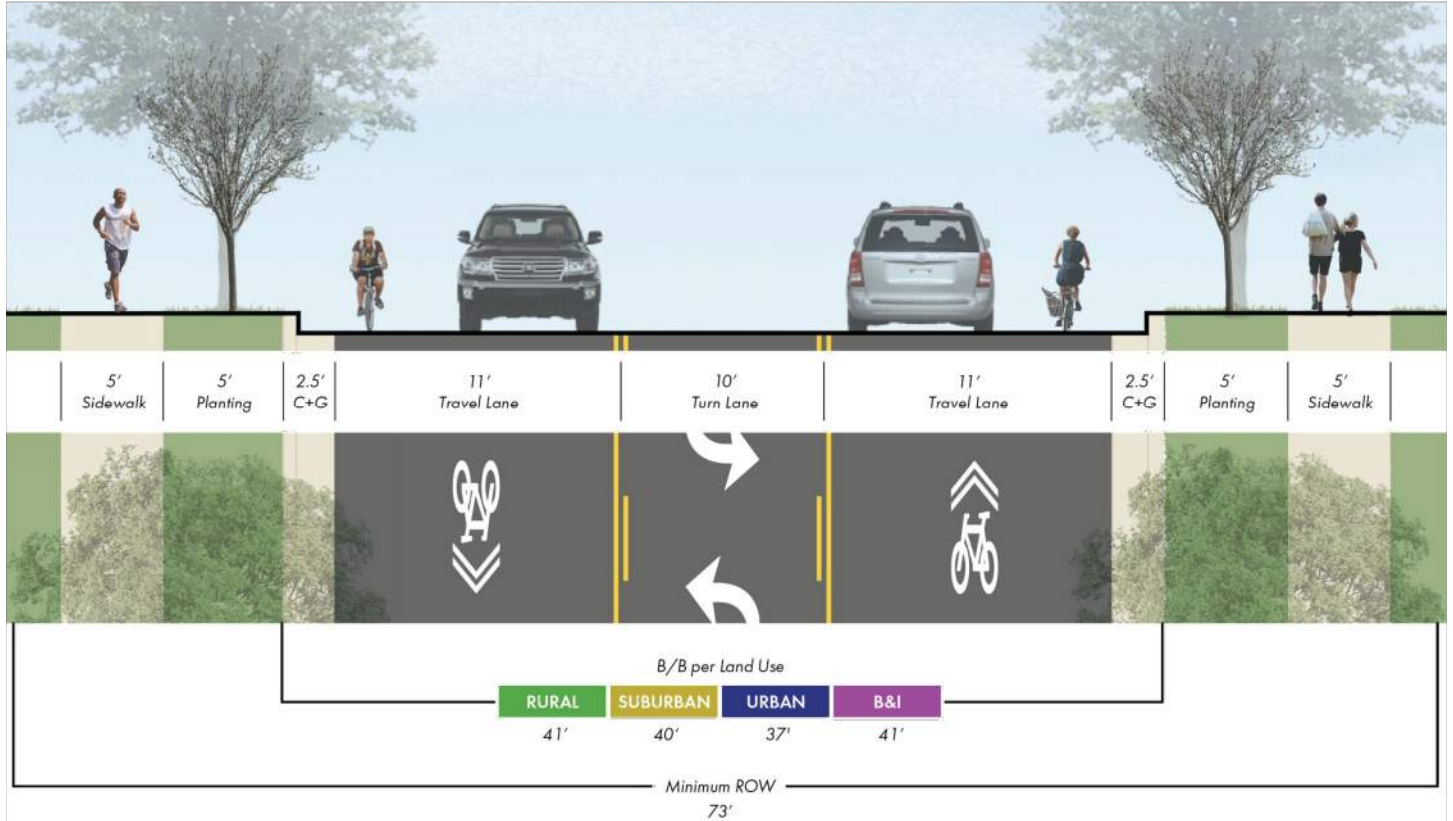 5' 5' 2.5' 11' 10' 11' 2.5' 5' 5'
Sidewalk Planting C+G Travel Lane Turn Lane Travel Lane C+G Planting Sidewalk
B/B per Land Use
RURAL SUBURBAN URBAN B&I
41' 40' 37' 41'
Minimum ROW
73'